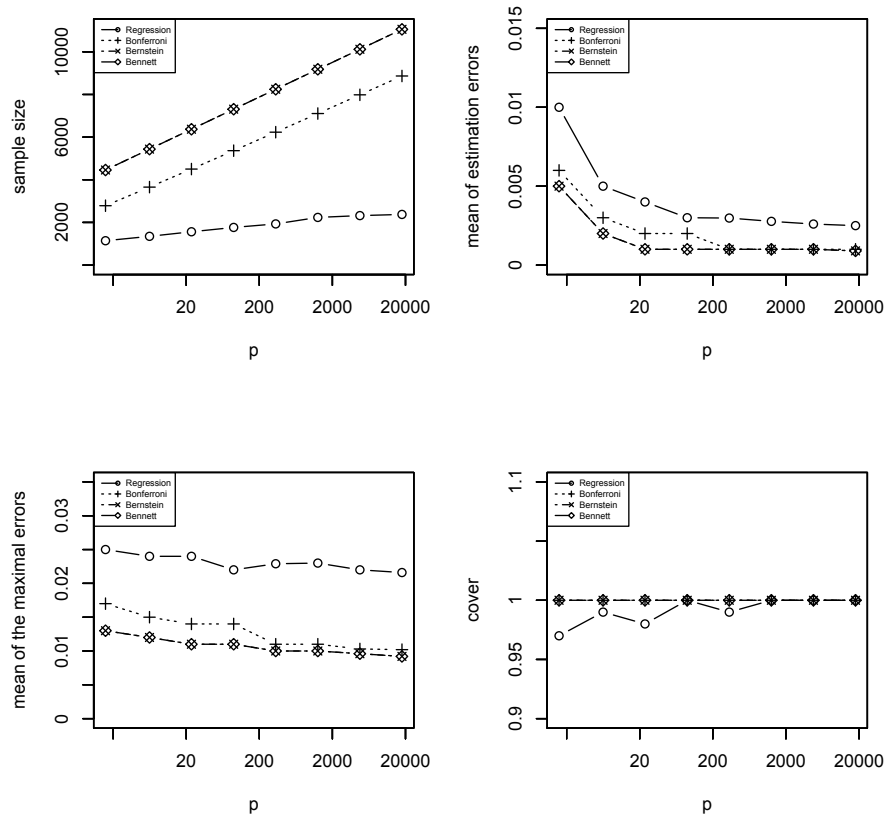 Regression
Bonferroni
Bernstein
Bennett
sample size
10000
6000
2000
20
200
2000
20000
p
Regression
Bonferroni
Bernstein
Bennett
mean of estimation errors
0.015
0.01
0.005
0
20
200
2000
20000
p
Regression
Bonferroni
Bernstein
Bennett
mean of the maximal errors
0.03
0.02
0.01
0
20
200
2000
20000
p
Regression
Bonferroni
Bernstein
Bennett
cover
1.1
1
0.95
0.9
20
200
2000
20000
p